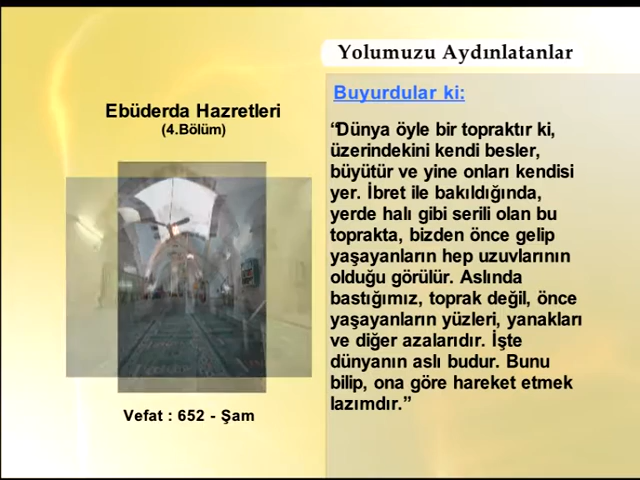 Yolumuzu Aydınlatanlar
Ebüderda Hazretleri
(4.Bölüm)
Vefat : 652 - Şam
Buyurdular ki:
“Dünya öyle bir topraktır ki,
üzerindekini kendi besler,
büyütür ve yine onları kendisi
yer. İbret ile bakıldığında,
yerde halı gibi serili olan bu
toprakta, bizden önce gelip
yaşayanların hep uzuvlarının
olduğu görülür. Aslında
bastığımız, toprak değil, önce
yaşayanların yüzleri, yanakları
ve diğer azalarıdır. İşte
dünyanın aslı budur. Bunu
bilip, ona göre hareket etmek
lazımdır.”